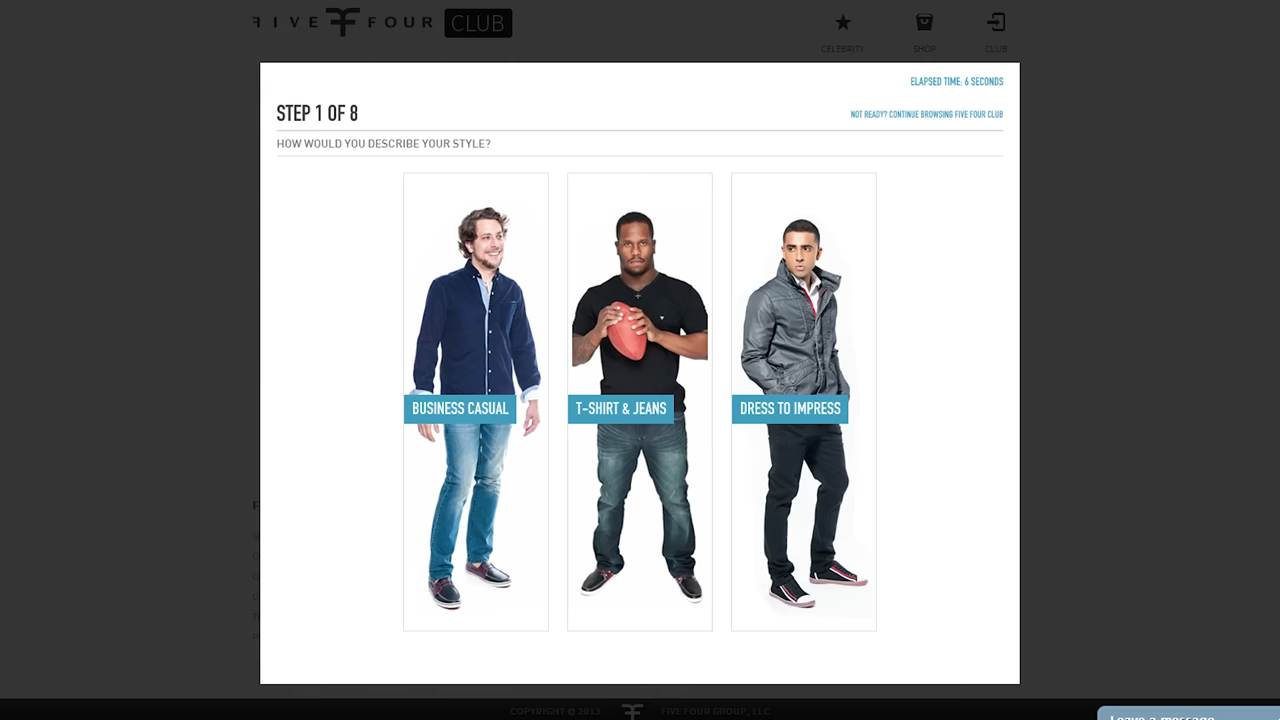 FIVE FOUR CLUB
CELEBRITY SHOP CLUB
ELAPSED TIME: 6 SECONDS
STEP 1 OF 8
NOT READY? CONTINUE BROWSING FIVE FOUR CLUB
HOW WOULD YOU DESCRIBE YOUR STYLE?
BUSINESS CASUAL
T-SHIRT & JEANS
DRESS TO IMPRESS
COPYRIGHT @ 2013 FIVE FOUR GROUP, LLC
Leave a message